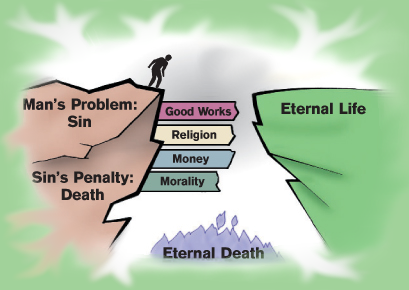 Man's Problem:
Sin
Sin's Penalty:
Death
Good Works
Religion
Money
Morality
Eternal Life
Eternal Death